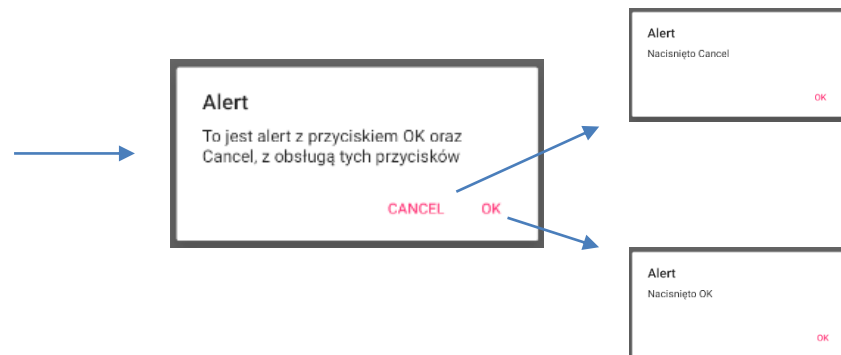 Alert
To jest alert z przyciskiem OK oraz
Cancel, z obsługą tych przycisków
CANCEL OK
Alert
Nacisnięto Cancel
OK
Alert
Nacisnięto OK
OK